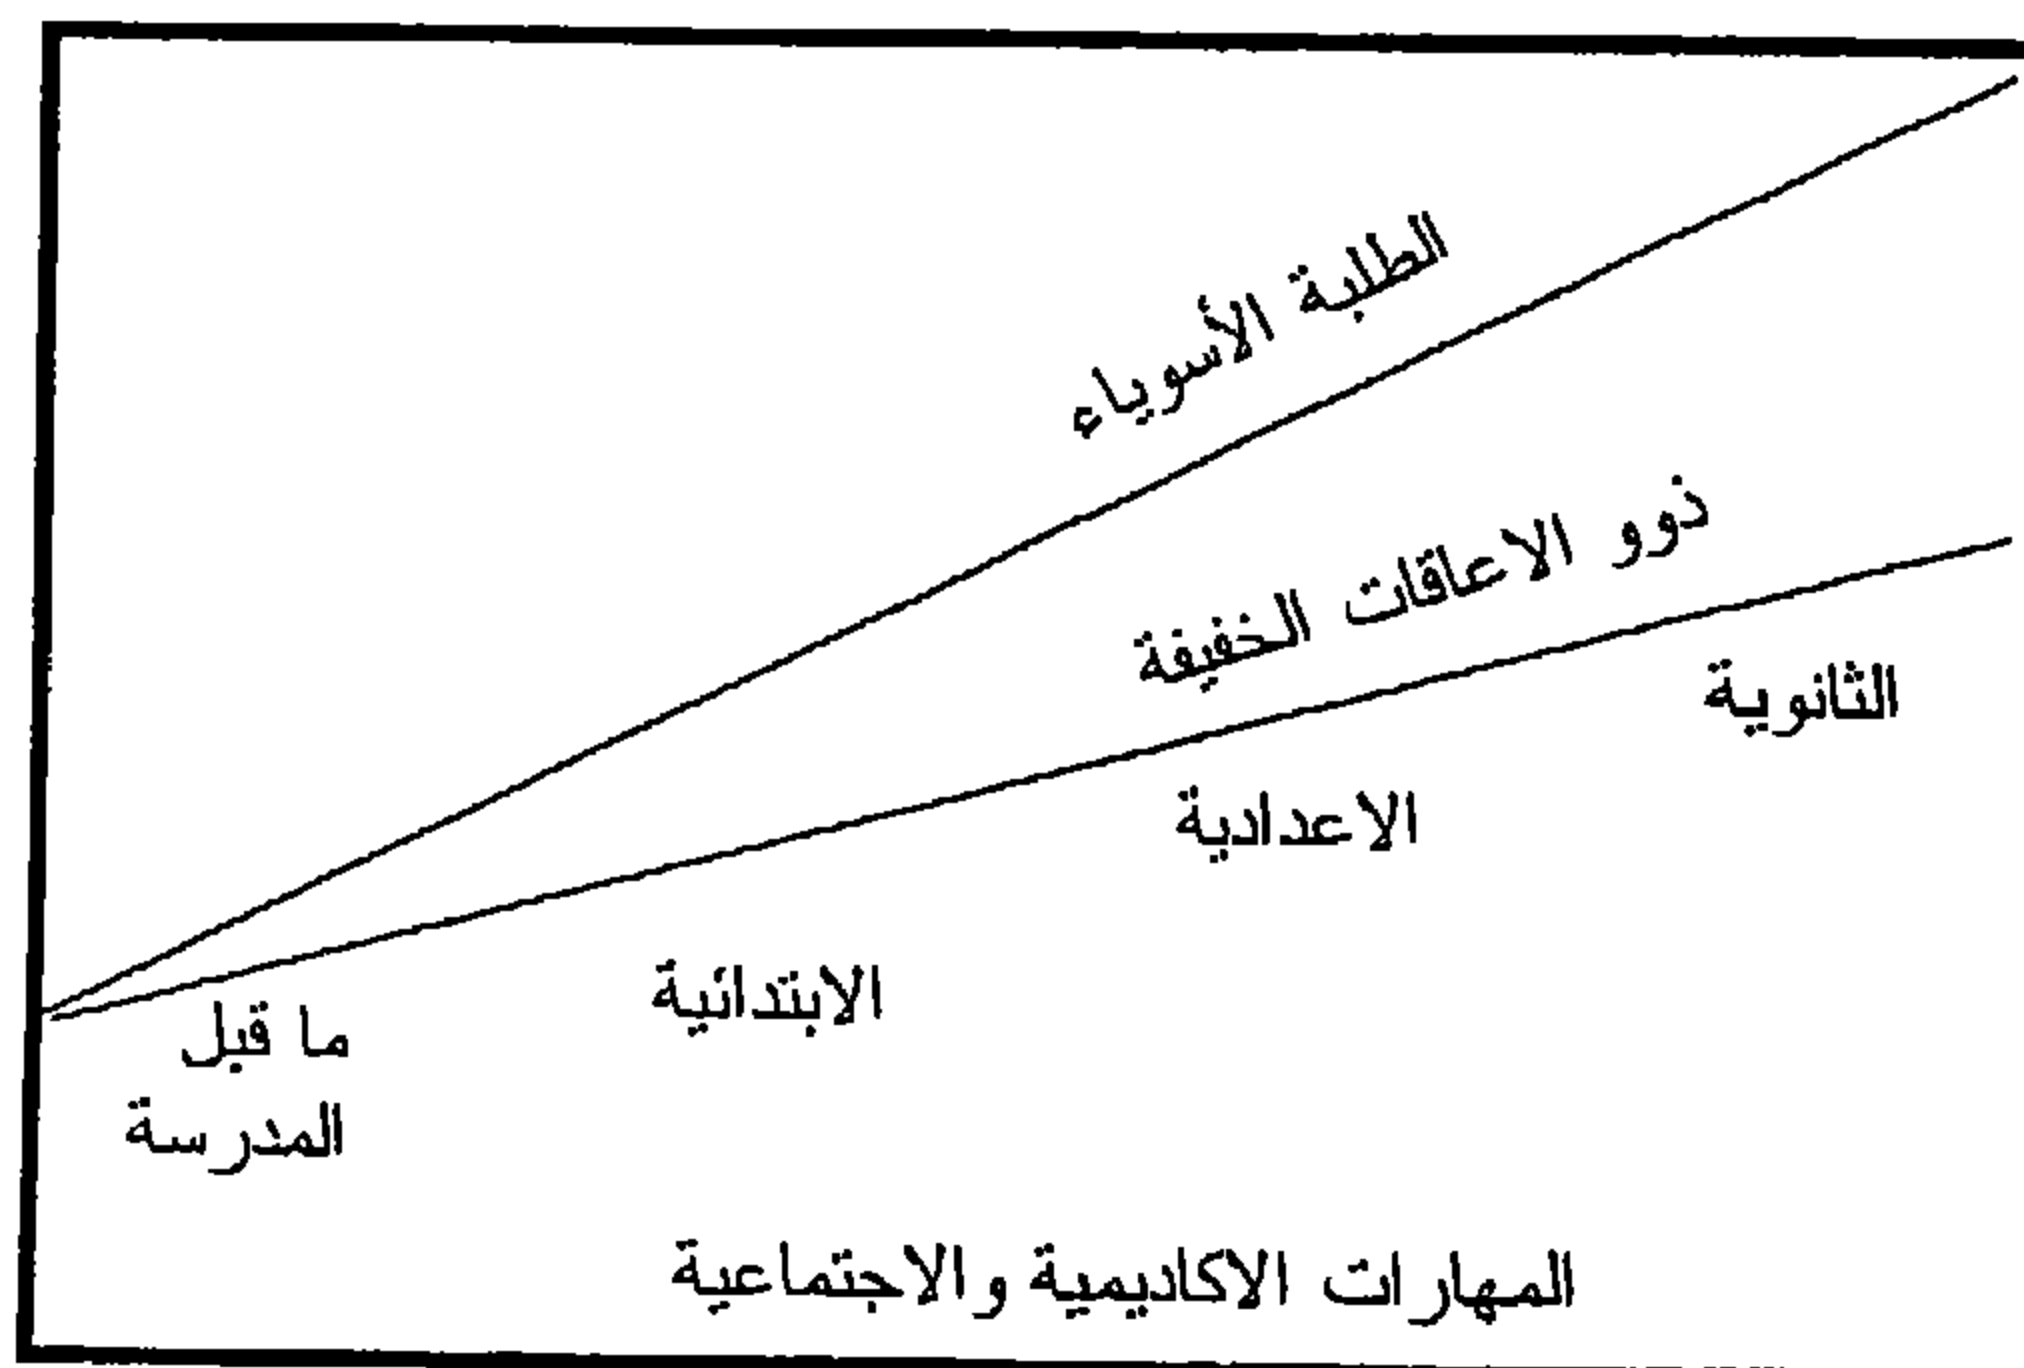 الطلبة الأسوياء
ذوو الاعاقات الخفيفة
الثانوية
الاعدادية
الابتدائية
ما قبل
المدرسة
المهارات الاكاديمية والاجتماعية